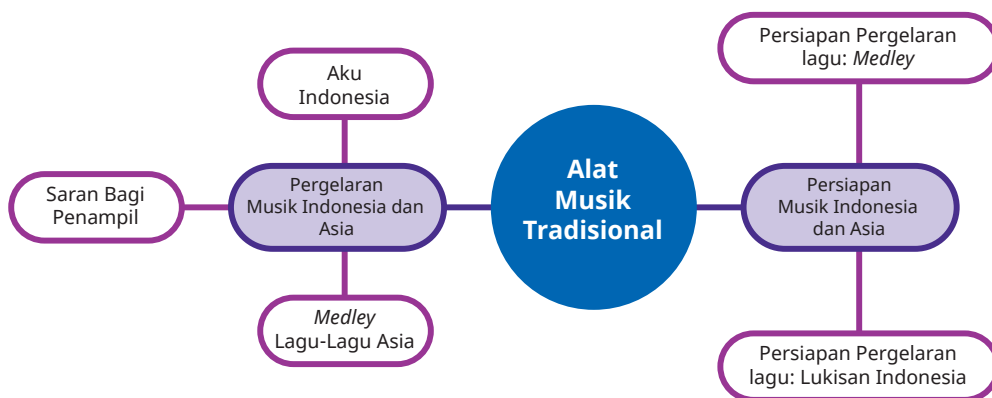 Aku
Indonesia
Saran Bagi
Penampil
Pergelaran
Musik Indonesia dan
Asia
Medley
Lagu-Lagu Asia
Alat
Musik
Tradisional
Persiapan Pergelaran
lagu: Medley
Persiapan
Musik Indonesia
dan Asia
Persiapan Pergelaran
lagu: Lukisan Indonesia